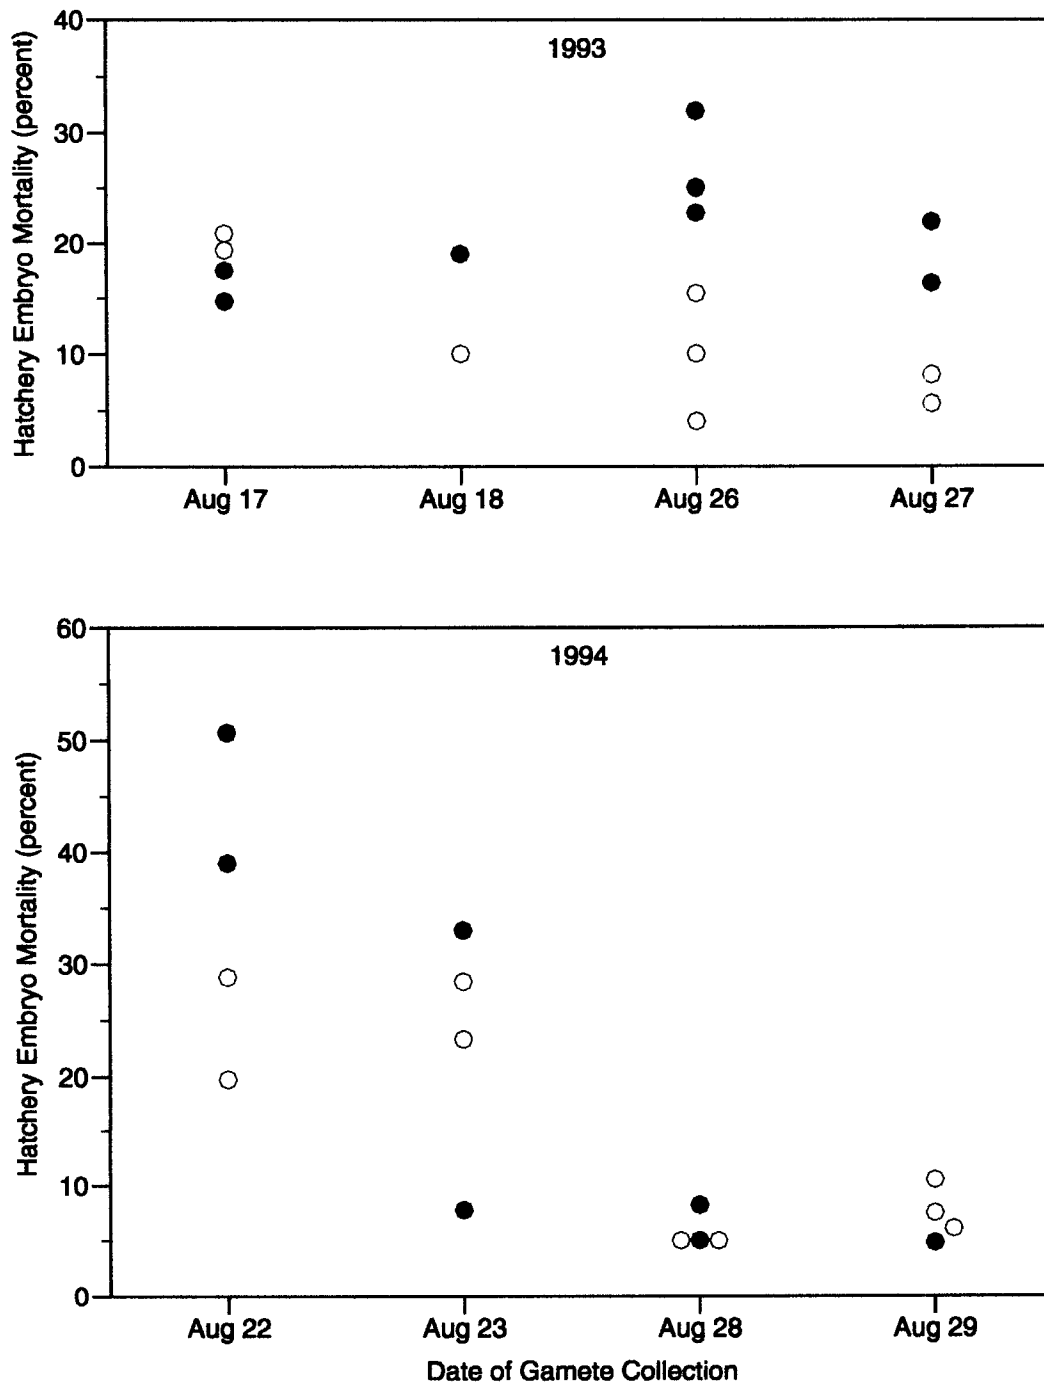 1993
Hatchery Embryo Mortality (percent)
40
30
20
10
0
Aug 17 Aug 18 Aug 26 Aug 27
1994
Hatchery Embryo Mortality (percent)
60
50
40
30
20
10
0
Aug 22 Aug 23 Aug 28 Aug 29
Date of Gamete Collection